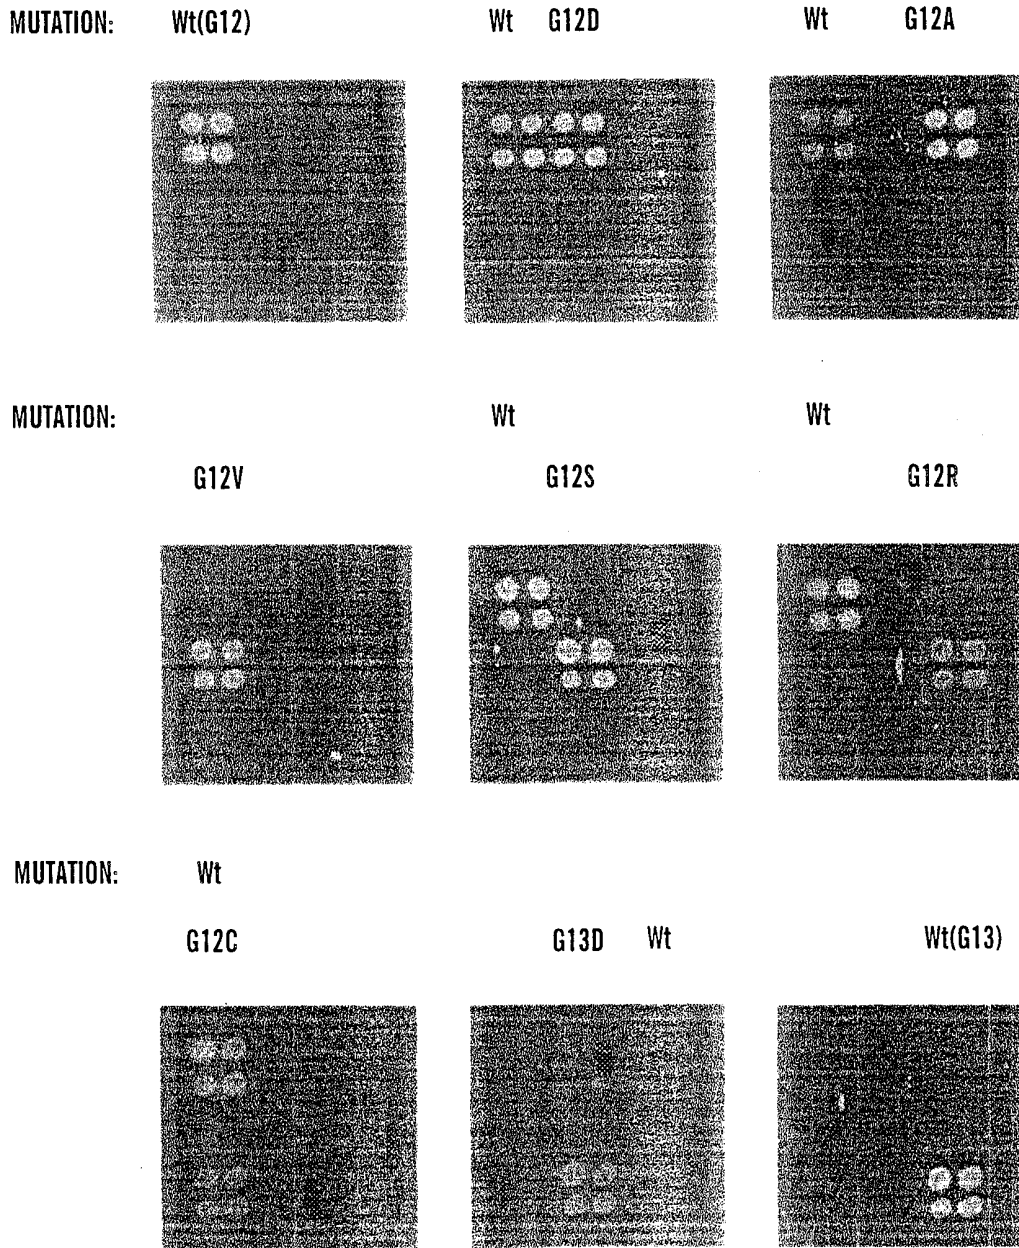 MUTATION: Wt(G12) Wt G12D Wt G12A
MUTATION: Wt Wt
G12V G12S G12R
MUTATION: Wt
G12C G13D Wt Wt(G13)